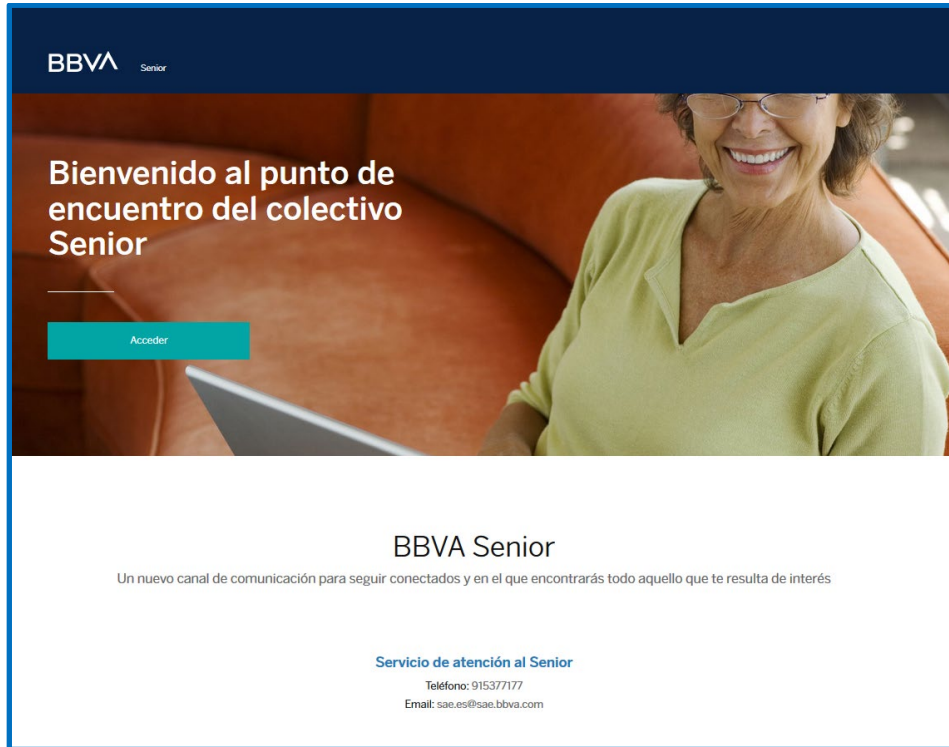 BBVA Senior
Bienvenido al punto de
encuentro del colectivo
Senior
Acceder
BBVA Senior
Un nuevo canal de comunicación para seguir conectados y en el que encontrarás todo aquello que te resulta de interés
Servicio de atención al Senior
Teléfono: 915377177
Email: sae.es@sae.bbva.com